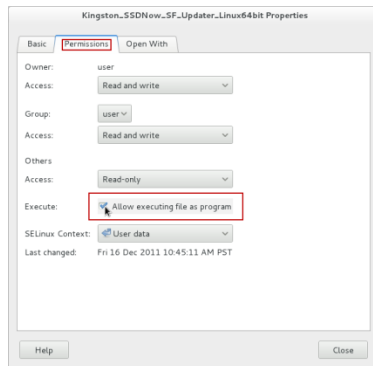 Kingston_SSDNow_SF_Updater_Linux64bit Properties
Basic Permissions Open With
Owner: user
Access: Read and write
Group: user
Access: Read and write
Others
Access: Read-only
Execute: Allow executing file as program
SELinux Context: User data
Last changed: Fri 16 Dec 2011 10:45:11 AM PST
Help Close